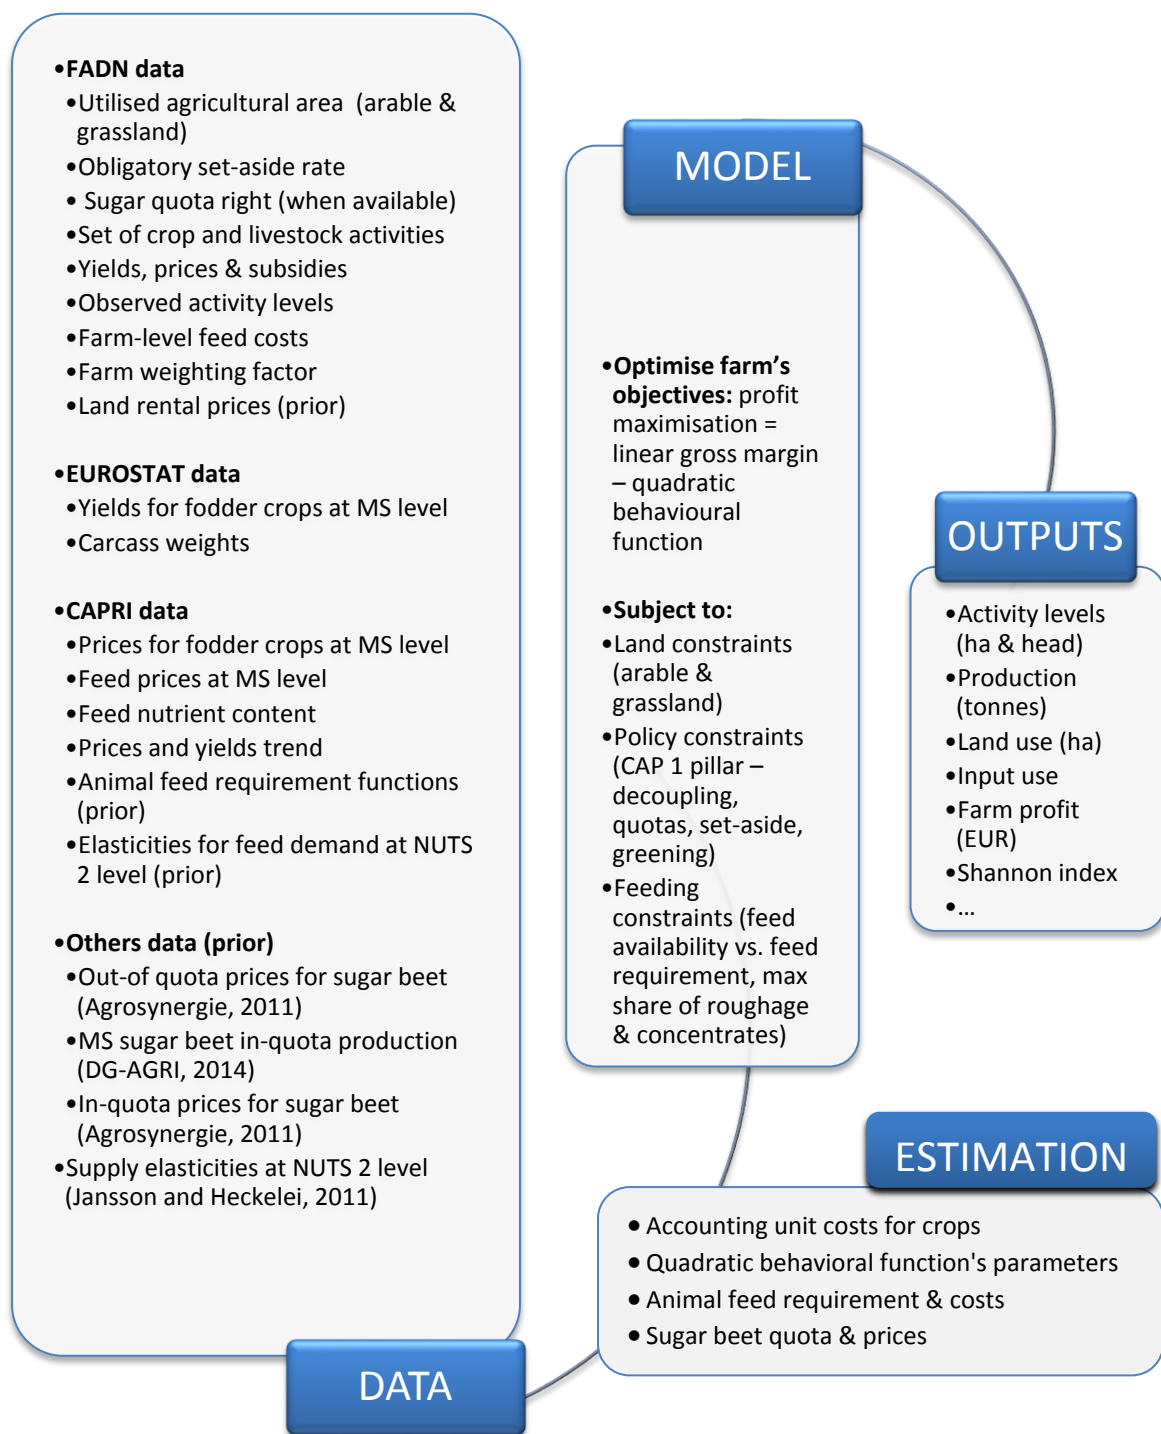 •FADN data
•Utilised agricultural area (arable &
grassland)
•Obligatory set-aside rate
• Sugar quota right (when available)
•Set of crop and livestock activities
•Yields, prices & subsidies
•Observed activity levels
•Farm-level feed costs
•Farm weighting factor
•Land rental prices (prior)
•EUROSTAT data
•Yields for fodder crops at MS level
•Carcass weights
•CAPRI data
•Prices for fodder crops at MS level
•Feed prices at MS level
•Feed nutrient content
•Prices and yields trend
•Animal feed requirement functions
(prior)
•Elasticities for feed demand at NUTS
2 level (prior)
•Others data (prior)
•Out-of quota prices for sugar beet
(Agrosynergie, 2011)
•MS sugar beet in-quota production
(DG-AGRI, 2014)
•In-quota prices for sugar beet
(Agrosynergie, 2011)
•Supply elasticities at NUTS 2 level
(Jansson and Heckelei, 2011)
DATA
MODEL
•Optimise farm's
objectives: profit
maximisation =
linear gross margin
– quadratic
behavioural
function
•Subject to:
•Land constraints
(arable &
grassland)
•Policy constraints
(CAP 1 pillar –
decoupling,
quotas, set-aside,
greening)
•Feeding
constraints (feed
availability vs. feed
requirement, max
share of roughage
& concentrates)
OUTPUTS
•Activity levels
(ha & head)
•Production
(tonnes)
•Land use (ha)
•Input use
•Farm profit
(EUR)
•Shannon index
•...
ESTIMATION
• Accounting unit costs for crops
• Quadratic behavioral function's parameters
• Animal feed requirement & costs
• Sugar beet quota & prices